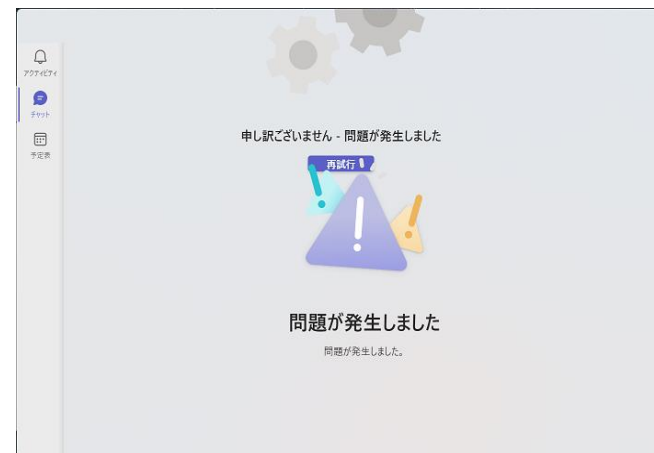 アクティビティ
チャット
予定表
申し訳ございません - 問題が発生しました
再試行
問題が発生しました
問題が発生しました。